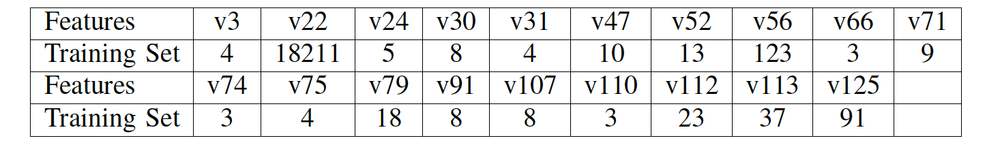 Features v3 v22 v24 v30 v31 v47 v52 v56 v66 v71
Training Set 4 18211 5 8 4 10 13 123 3 9
Features v74 v75 v79 v91 v107 v110 v112 v113 v125
Training Set 3 4 18 8 8 3 23 37 91